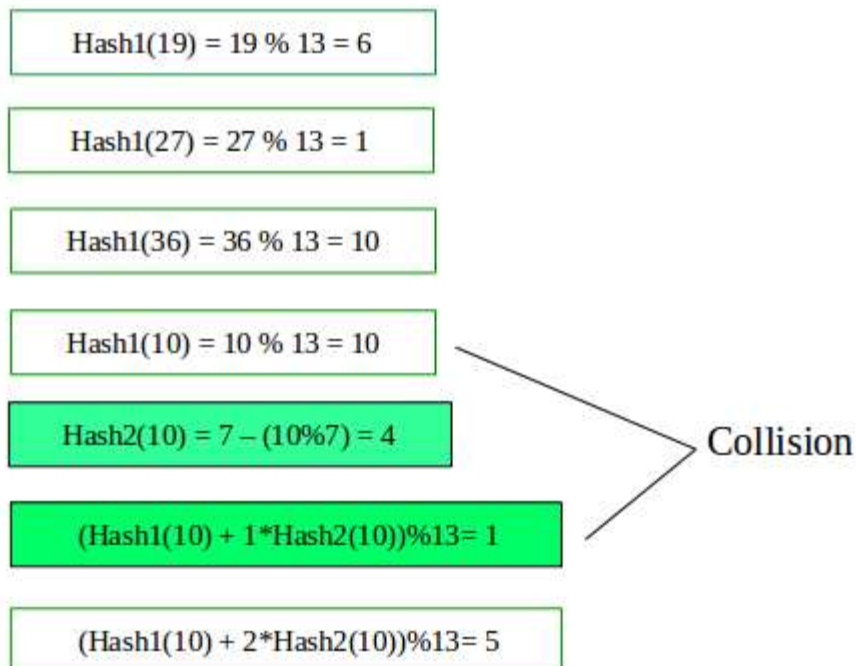 Hash1(19) = 19 % 13 = 6
Hash1(27) = 27 % 13 = 1
Hash1(36) = 36 % 13 = 10
Hash1(10) = 10 % 13 = 10
Hash2(10) = 7 – (10%7) = 4
Collision
(Hash1(10) + 1*Hash2(10))%13= 1
(Hash1(10) + 2*Hash2(10))%13= 5